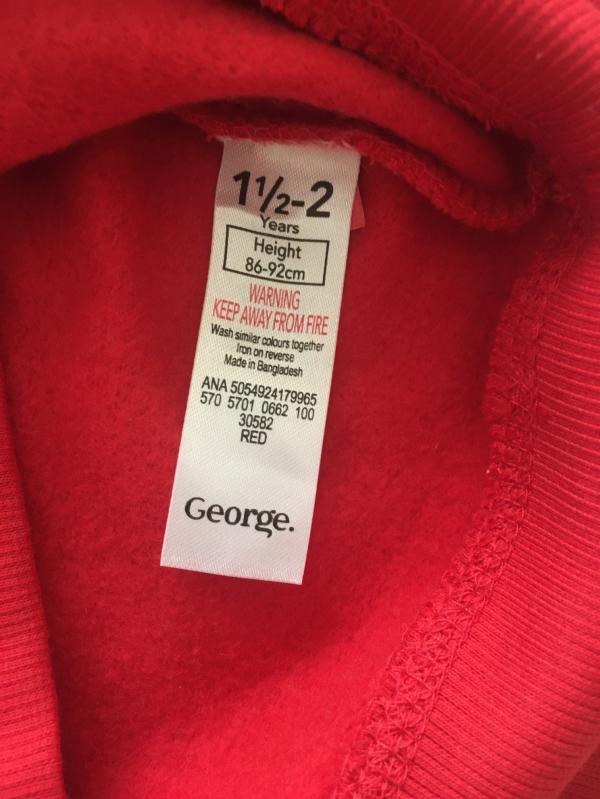 1½-2
Years
Height
86-92cm
WARNING
KEEP AWAY FROM FIRE
Wash similar colours together
Iron on reverse
Made in Bangladesh
ANA 5054924179965
570 5701 0662 100
30582
RED
George.